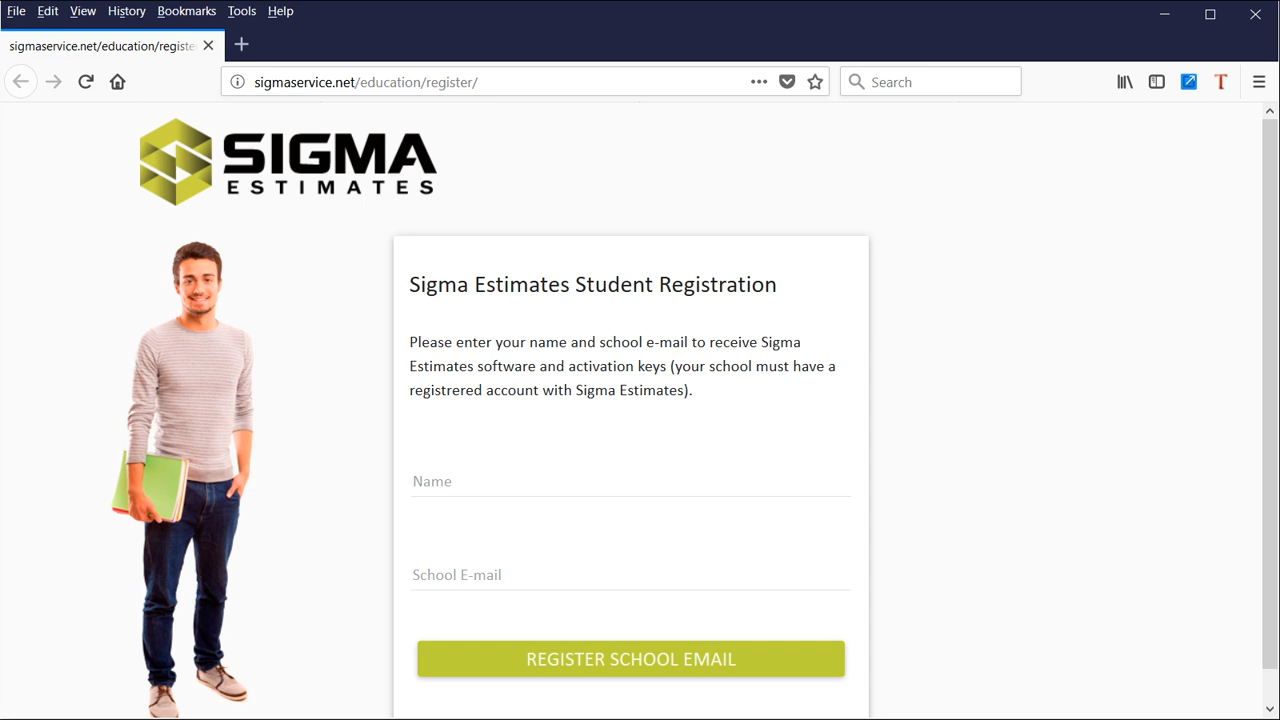 File Edit View History Bookmarks Tools Help
sigmaservice.net/education/registe
sigmaservice.net/education/register/
Search
T
SIGMA
ESTIMATES
Sigma Estimates Student Registration
Please enter your name and school e-mail to receive Sigma
Estimates software and activation keys (your school must have a
registrered account with Sigma Estimates).
Name
School E-mail
REGISTER SCHOOL EMAIL